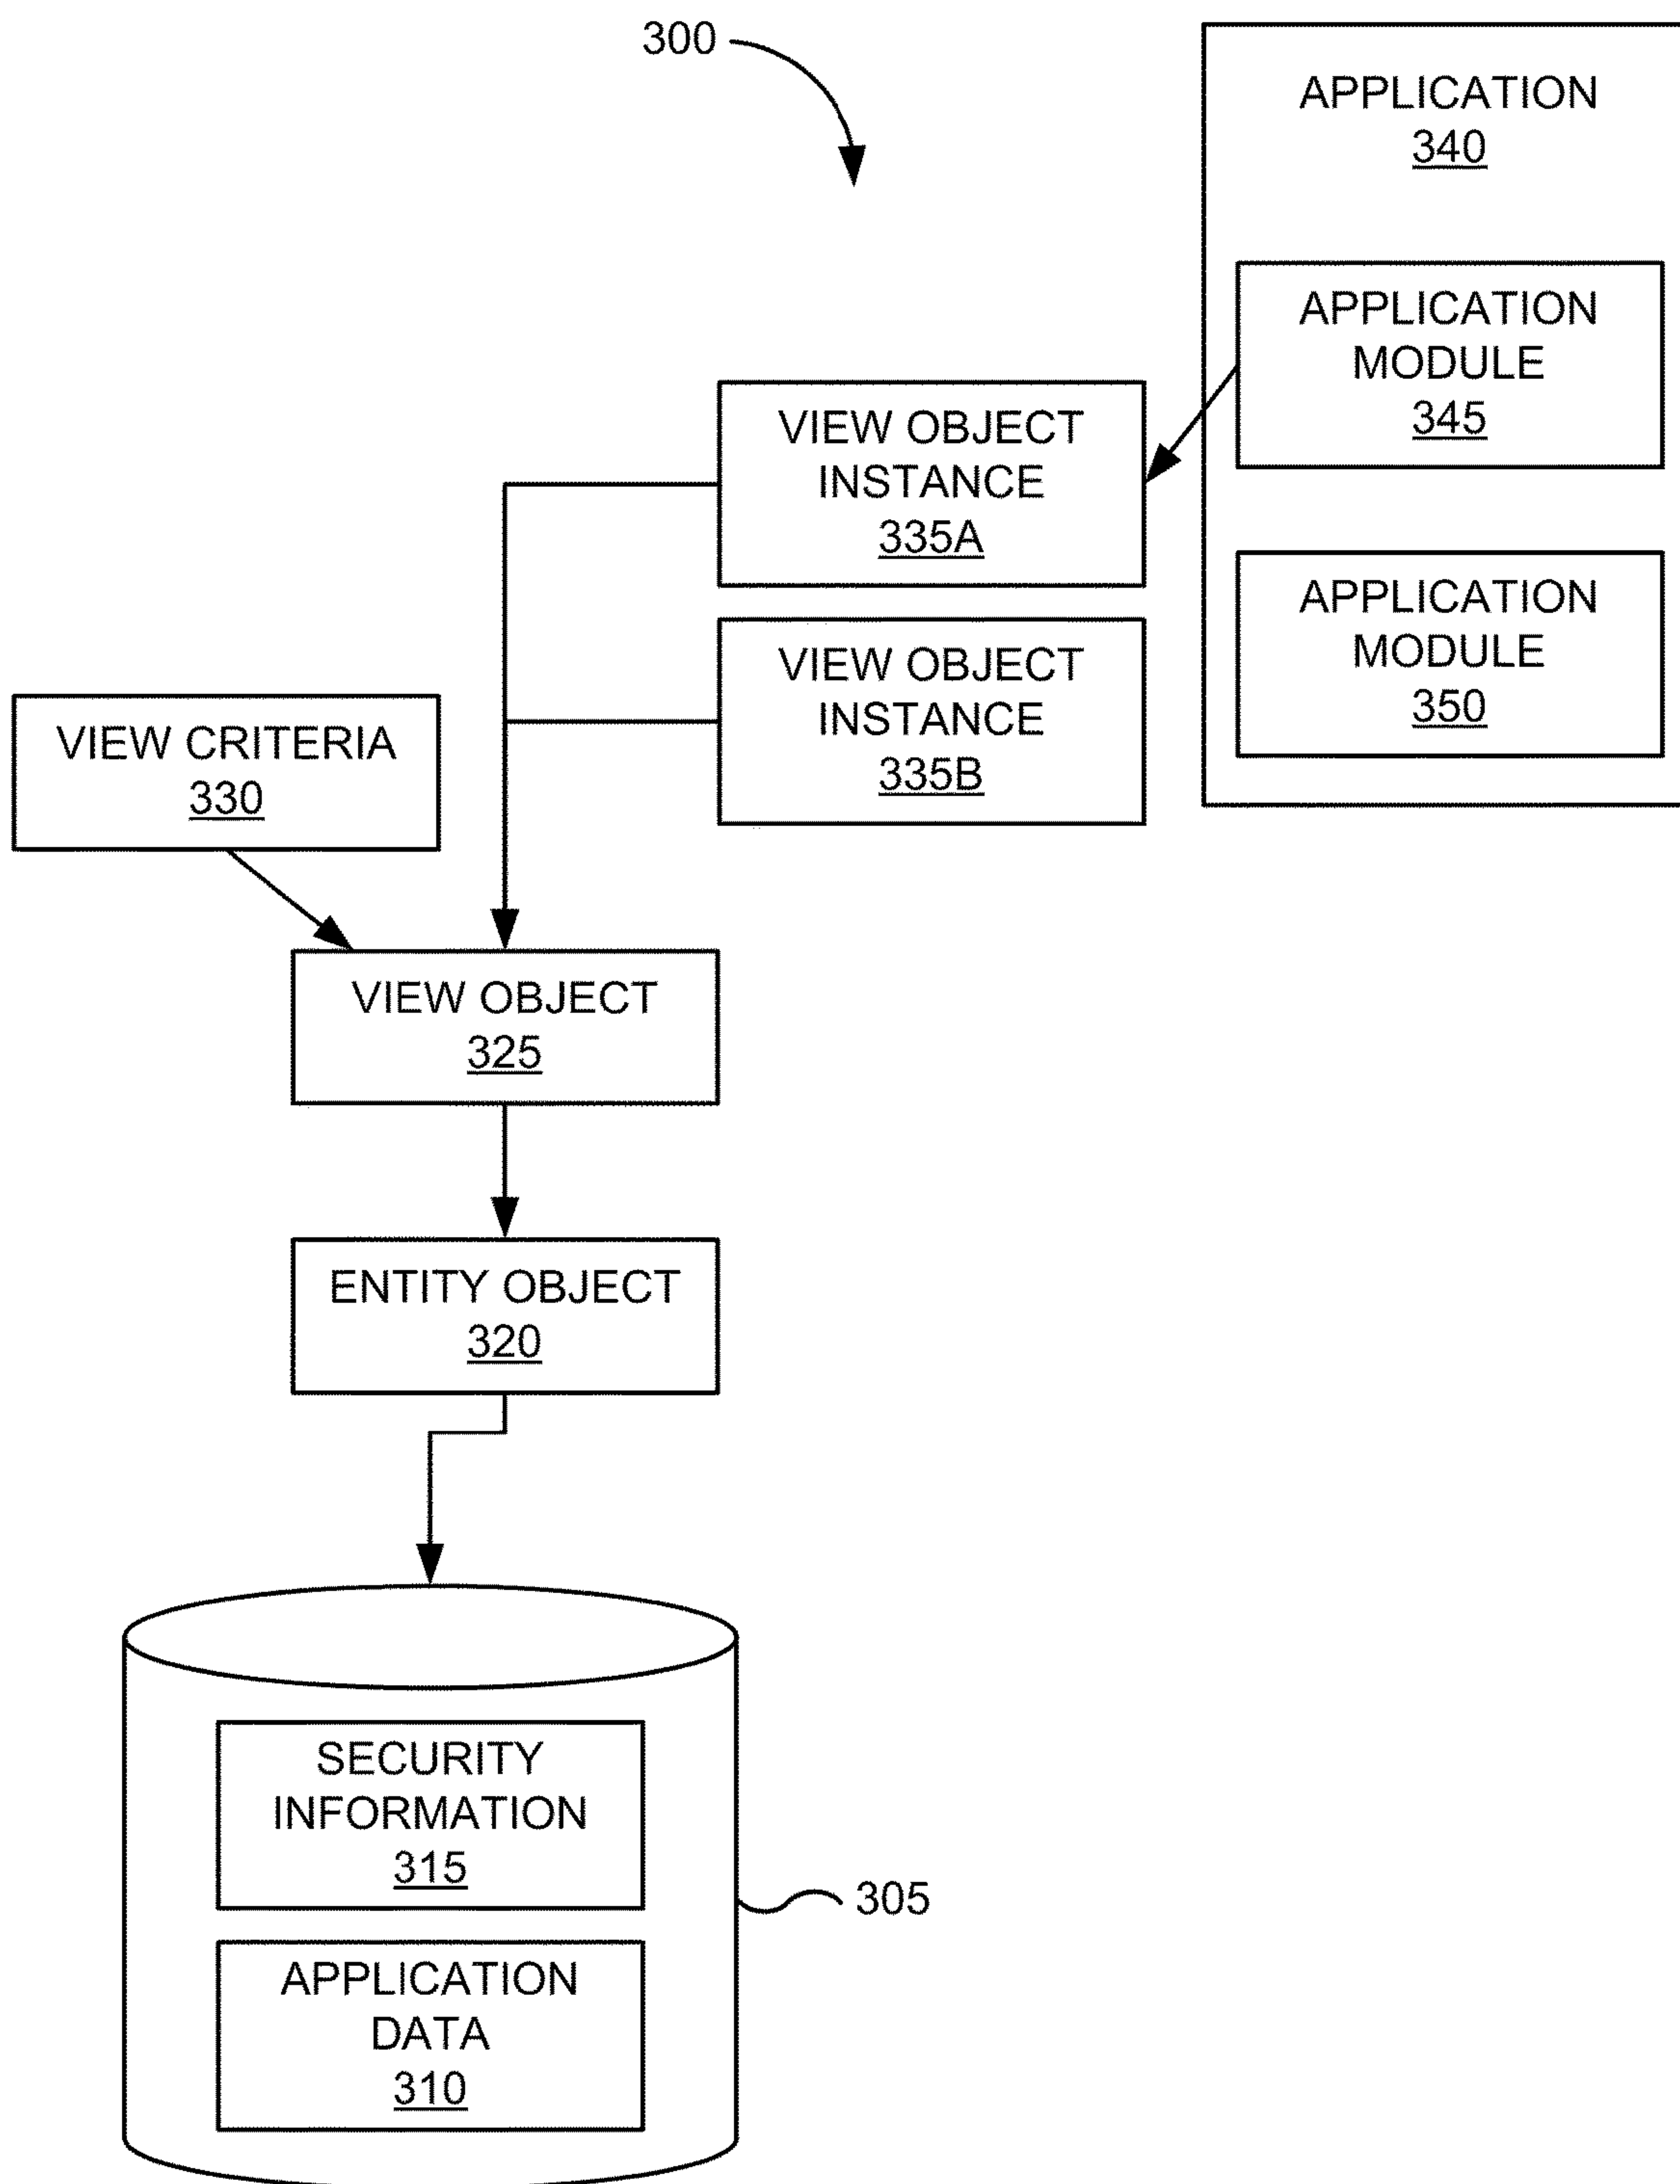 300
APPLICATION
340
APPLICATION
MODULE
345
VIEW OBJECT
INSTANCE
335A
APPLICATION
MODULE
350
VIEW OBJECT
INSTANCE
335B
VIEW CRITERIA
330
VIEW OBJECT
325
ENTITY OBJECT
320
SECURITY
INFORMATION
315
305
APPLICATION
DATA
310